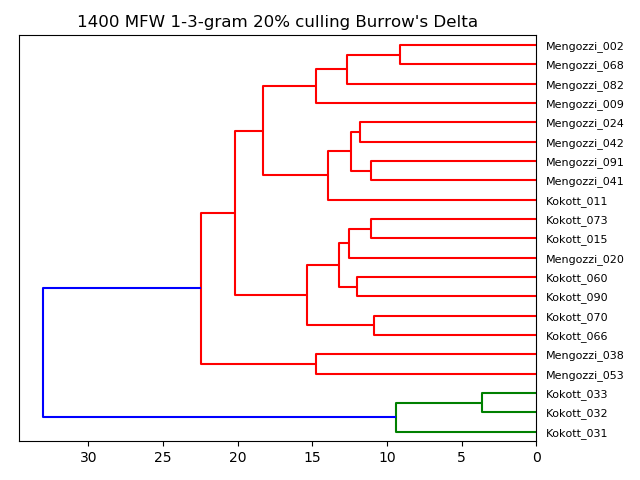 1400 MFW 1-3-gram 20% culling Burrow's Delta
Mengozzi_002
Mengozzi_068
Mengozzi_082
Mengozzi_009
Mengozzi_024
Mengozzi_042
Mengozzi_091
Mengozzi_041
Kokott_011
Kokott_073
Kokott_015
Mengozzi_020
Kokott_060
Kokott_090
Kokott_070
Kokott_066
Mengozzi_038
Mengozzi_053
Kokott_033
Kokott_032
Kokott_031
30 25 20 15 10 5 0